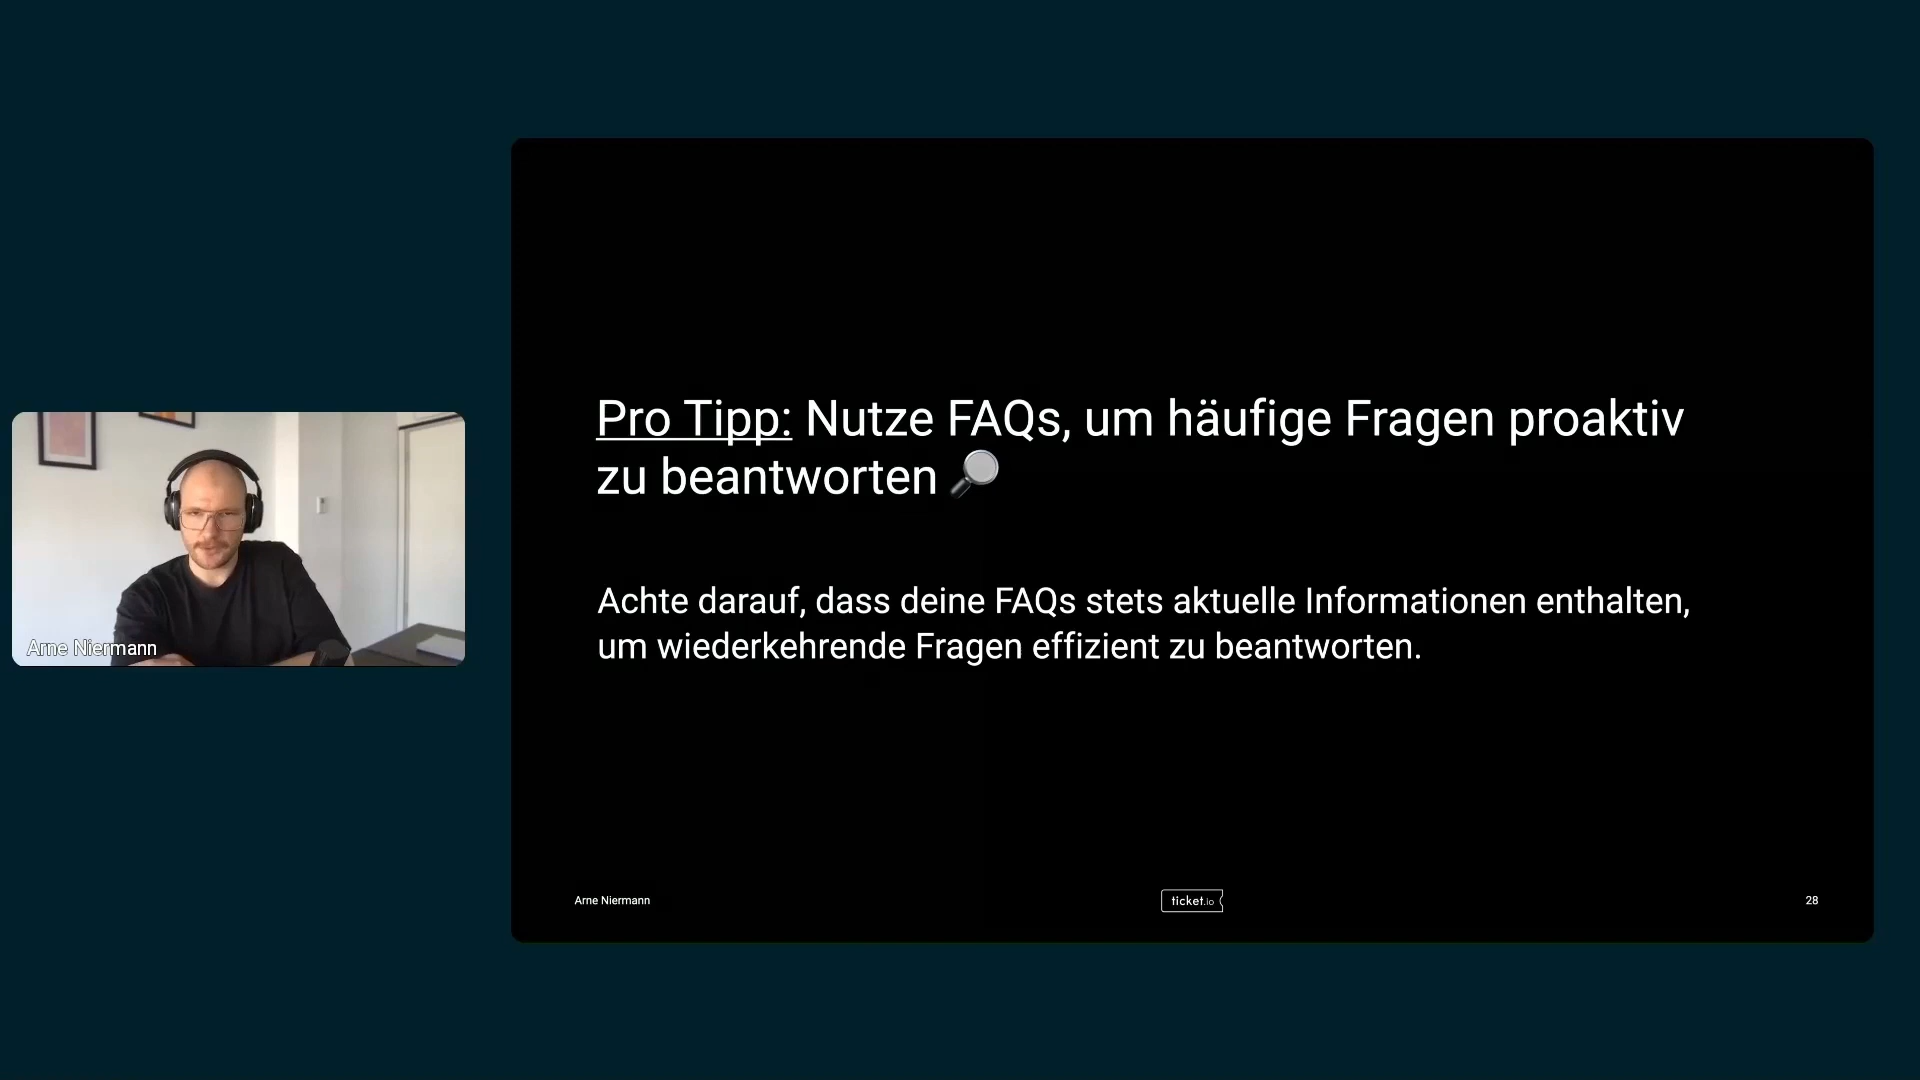 Pro Tipp: Nutze FAQs, um häufige Fragen proaktiv
zu beantworten 🔍
Achte darauf, dass deine FAQs stets aktuelle Informationen enthalten,
um wiederkehrende Fragen effizient zu beantworten.
Arne Niermann
Arne Niermann
ticket.io
28